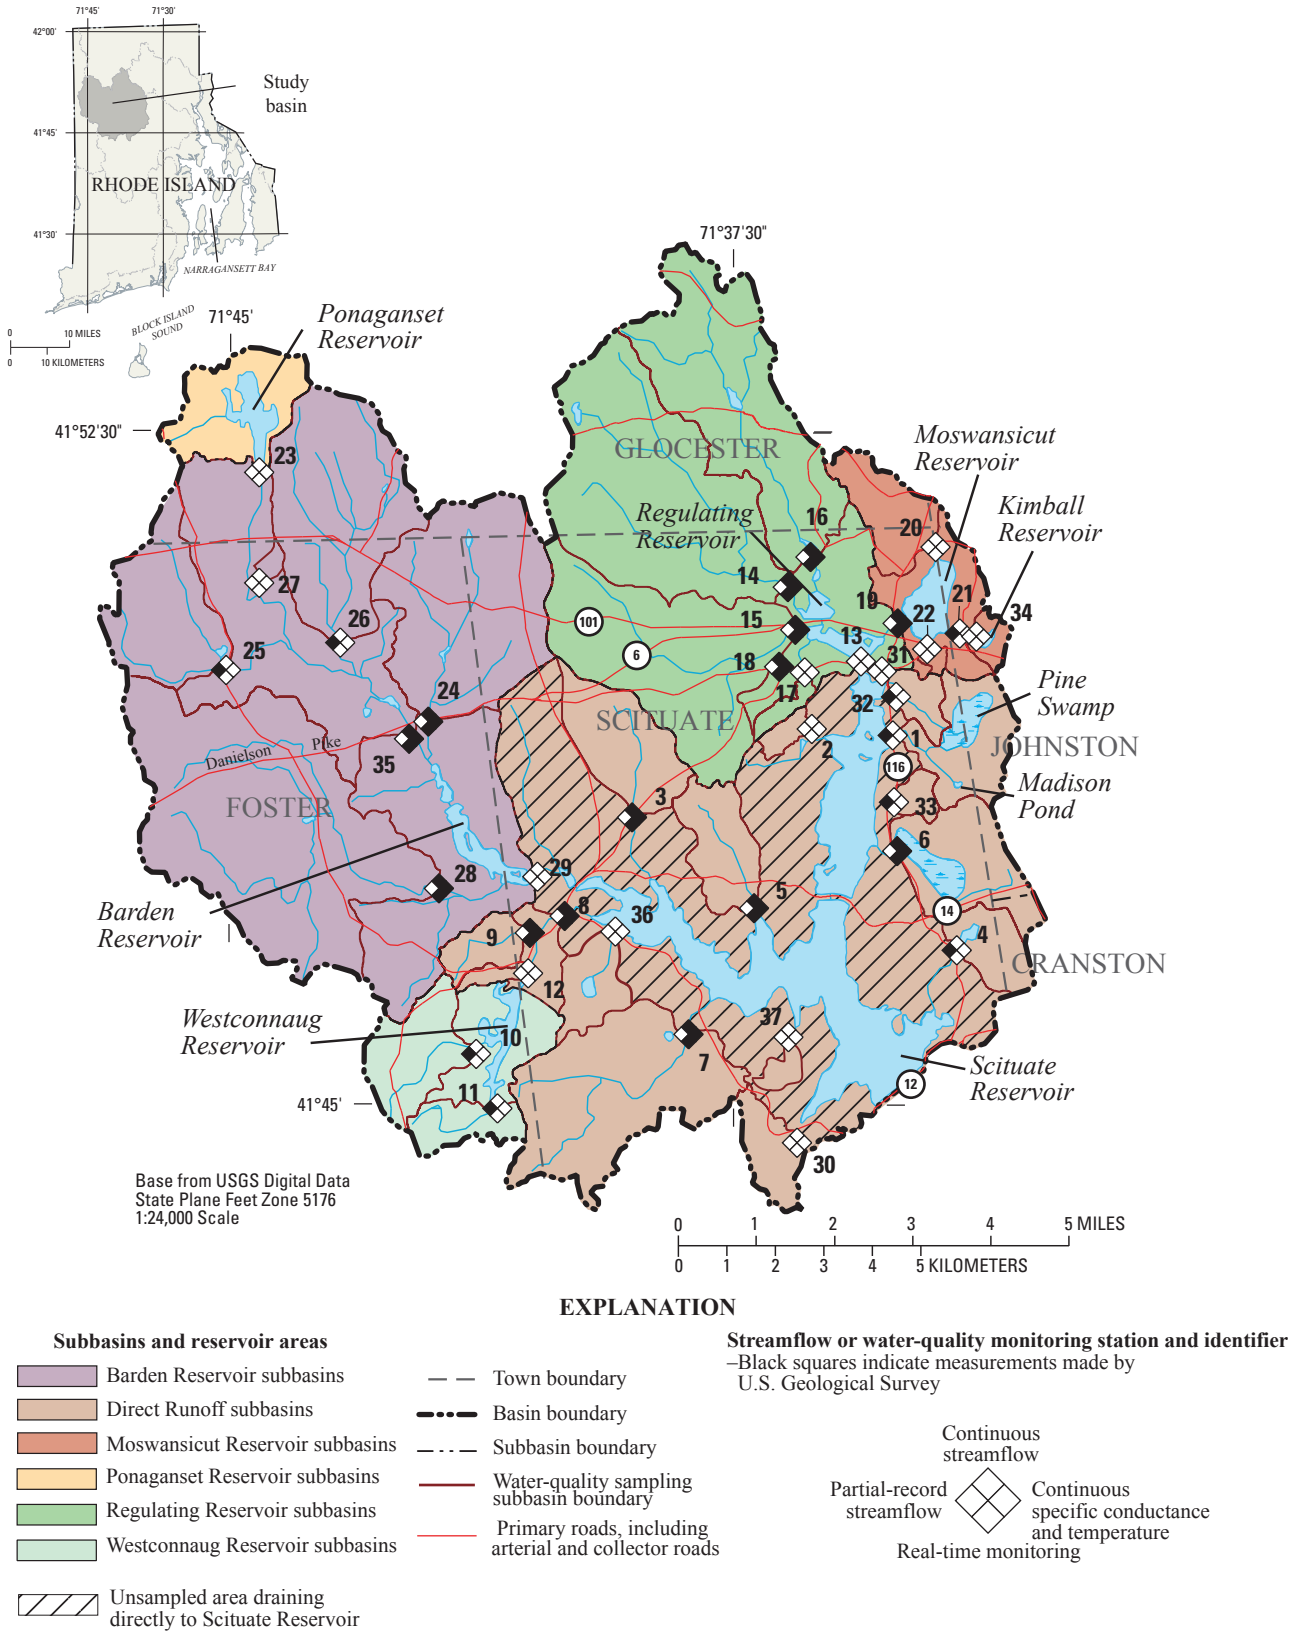 71°45'
71°30'
42°00'
Study
basin
41°45'
RHODE ISLAND
41°30'
NARRAGANSETT BAY
BLOCK ISLAND
SOUND
0
10 MILES
0
10 KILOMETERS
71°37'30"
71°45'
Ponaganset
Reservoir
41°52'30"
GLOCESTER
Moswansicut
Reservoir
Kimball
Reservoir
Regulating
Reservoir
23
16
20
27
14
19
22
21
34
26
15
13
101
6
25
18
17
31
24
32
Pine
Swamp
SCITUATE
2
1
JOHNSTON
Danielson
Pike
35
116
Madison
Pond
FOSTER
3
33
6
29
28
5
Barden
Reservoir
8
36
14
9
4
CRANSTON
12
37
Westconnaug
Reservoir
10
7
Scituate
Reservoir
11
12
41°45'
30
Base from USGS Digital Data
State Plane Feet Zone 5176
1:24,000 Scale
0
1
2
3
4
5 MILES
0
1
2
3
4
5 KILOMETERS
EXPLANATION
Subbasins and reservoir areas
Barden Reservoir subbasins
Direct Runoff subbasins
Moswansicut Reservoir subbasins
Ponaganset Reservoir subbasins
Regulating Reservoir subbasins
Westconnaug Reservoir subbasins
Unsampled area draining
directly to Scituate Reservoir
Town boundary
Basin boundary
Subbasin boundary
Water-quality sampling
subbasin boundary
Primary roads, including
arterial and collector roads
Streamflow or water-quality monitoring station and identifier
–Black squares indicate measurements made by
U.S. Geological Survey
Continuous
streamflow
Partial-record
streamflow
Continuous
specific conductance
and temperature
Real-time monitoring